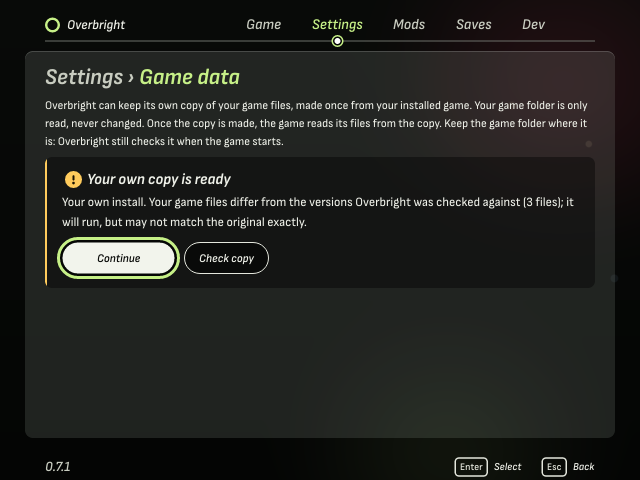 Overbright
Game
Settings
Mods
Saves
Dev
Settings › Game data
Overbright can keep its own copy of your game files, made once from your installed game. Your game folder is only
read, never changed. Once the copy is made, the game reads its files from the copy. Keep the game folder where it
is: Overbright still checks it when the game starts.
Your own copy is ready
Your own install. Your game files differ from the versions Overbright was checked against (3 files); it
will run, but may not match the original exactly.
Continue
Check copy
0.7.1
Enter Select
Esc Back